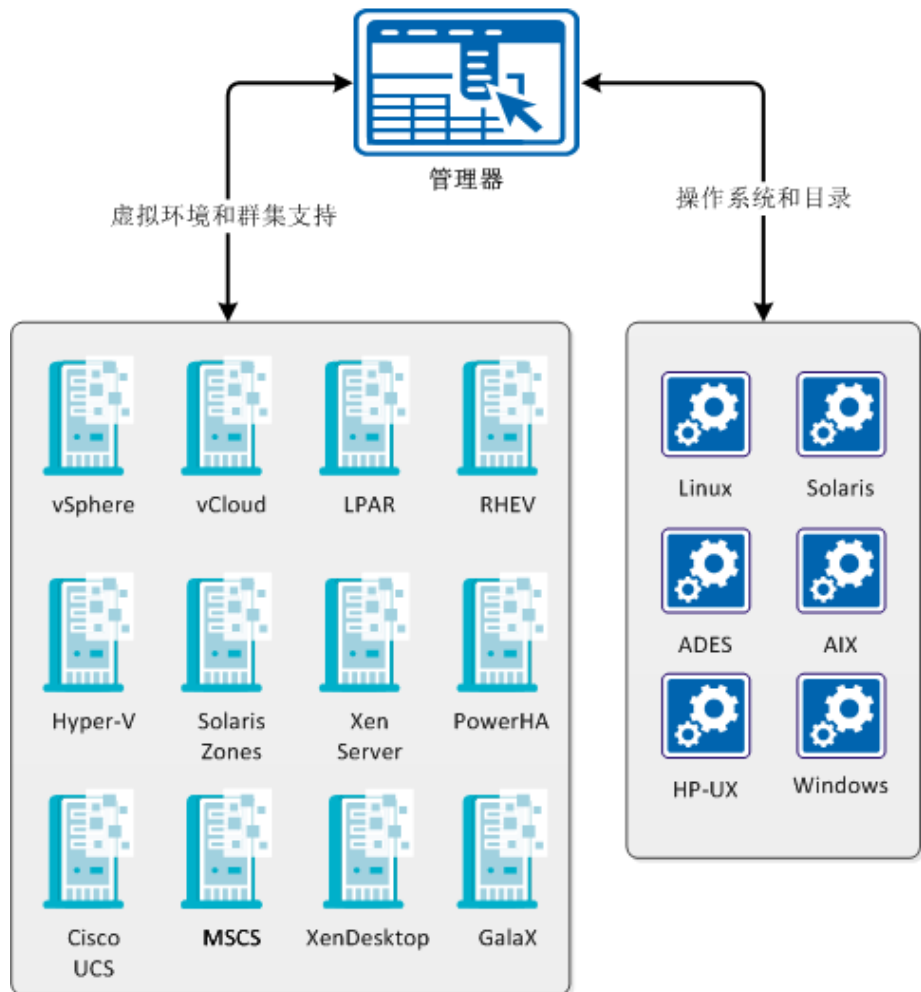 管理器
虚拟环境和群集支持
操作系统和目录
vSphere
vCloud
LPAR
RHEV
Hyper-V
Solaris
Zones
Xen
Server
PowerHA
Cisco
UCS
MSCS
XenDesktop
GalaX
Linux
Solaris
ADES
AIX
HP-UX
Windows